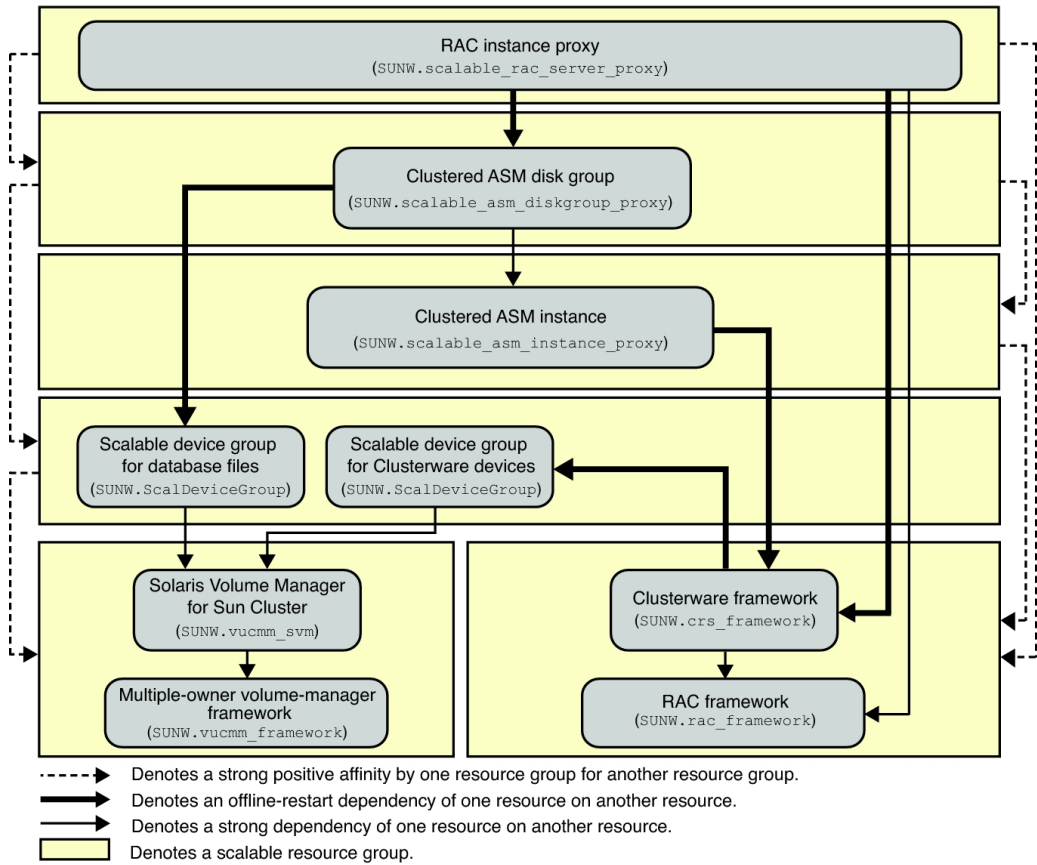 RAC instance proxy
(SUNW.scalable_rac_server_proxy)
Clustered ASM disk group
(SUNW.scalable_asm_diskgroup_proxy)
Clustered ASM instance
(SUNW.scalable_asm_instance_proxy)
Scalable device group
for database files
(SUNW.ScalDeviceGroup)
Scalable device group
for Clusterware devices
(SUNW.ScalDeviceGroup)
Solaris Volume Manager
for Sun Cluster
(SUNW.vucmm_svm)
Clusterware framework
(SUNW.crs_framework)
Multiple-owner volume-manager
framework
(SUNW.vucmm_framework)
RAC framework
(SUNW.rac_framework)
Denotes a strong positive affinity by one resource group for another resource group.
Denotes an offline-restart dependency of one resource on another resource.
Denotes a strong dependency of one resource on another resource.
Denotes a scalable resource group.